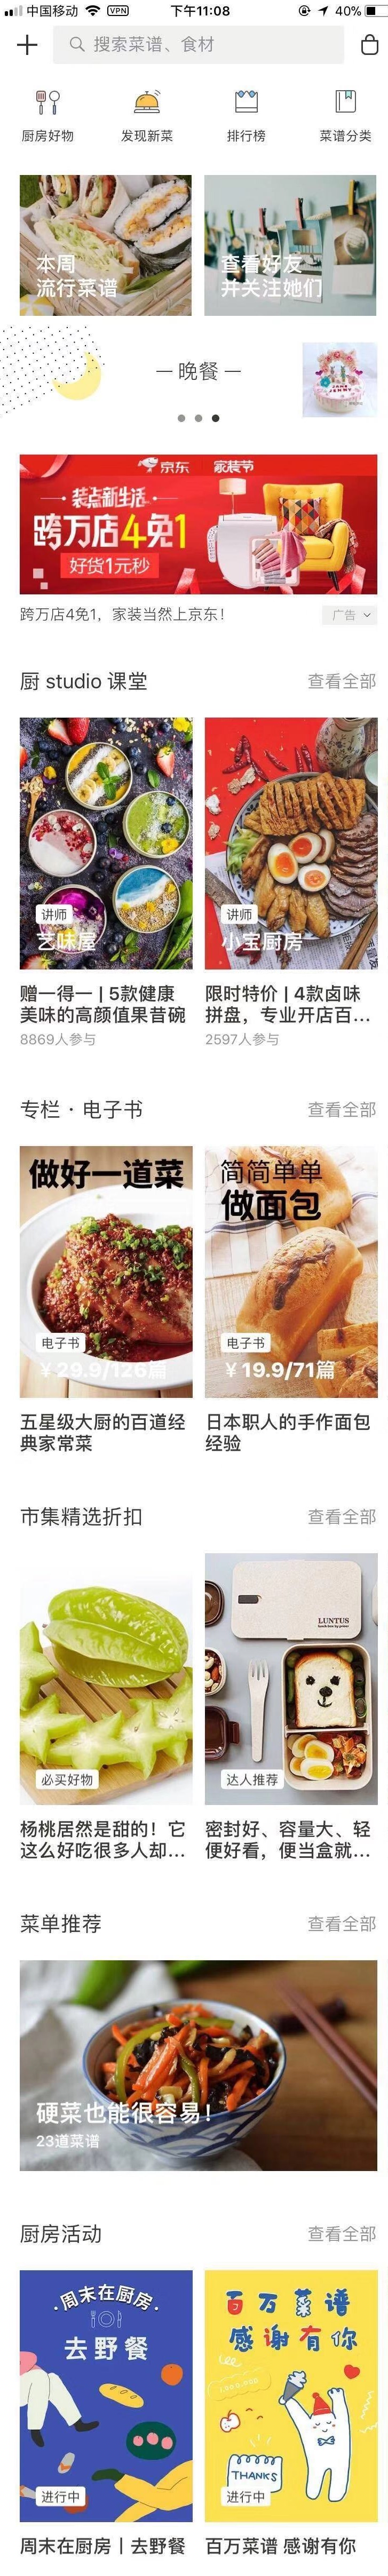 中国移动 VPN 下午11:08 40%
搜索菜谱、食材
厨房好物 发现新菜 排行榜 菜谱分类
本周
流行菜谱
查看好友
并关注她们
晚餐
京东 家装节
装点新生活
跨万店4免1
好货1元秒
跨万店4免1，家装当然上京东！ 广告
厨 studio 课堂 查看全部
讲师
艺味屋
讲师
小宝厨房
赠一得一 | 5款健康
美味的高颜值果昔碗
8869人参与
限时特价 | 4款卤味
拼盘，专业开店百...
2597人参与
专栏 · 电子书 查看全部
做好一道菜
电子书
￥29.9/126篇
简简单单
做面包
电子书
￥19.9/71篇
五星级大厨的百道经
典家常菜
日本职人的手作面包
经验
市集精选折扣 查看全部
必买好物
LUNTUS
达人推荐
杨桃居然是甜的！它
这么好吃很多人却...
密封好、容量大、轻
便好看，便当盒就...
菜单推荐 查看全部
硬菜也能很容易！
23道菜谱
厨房活动 查看全部
周末在厨房
去野餐
进行中
百万菜谱
感谢有你
THANKS
进行中
周末在厨房丨去野餐
百万菜谱 感谢有你